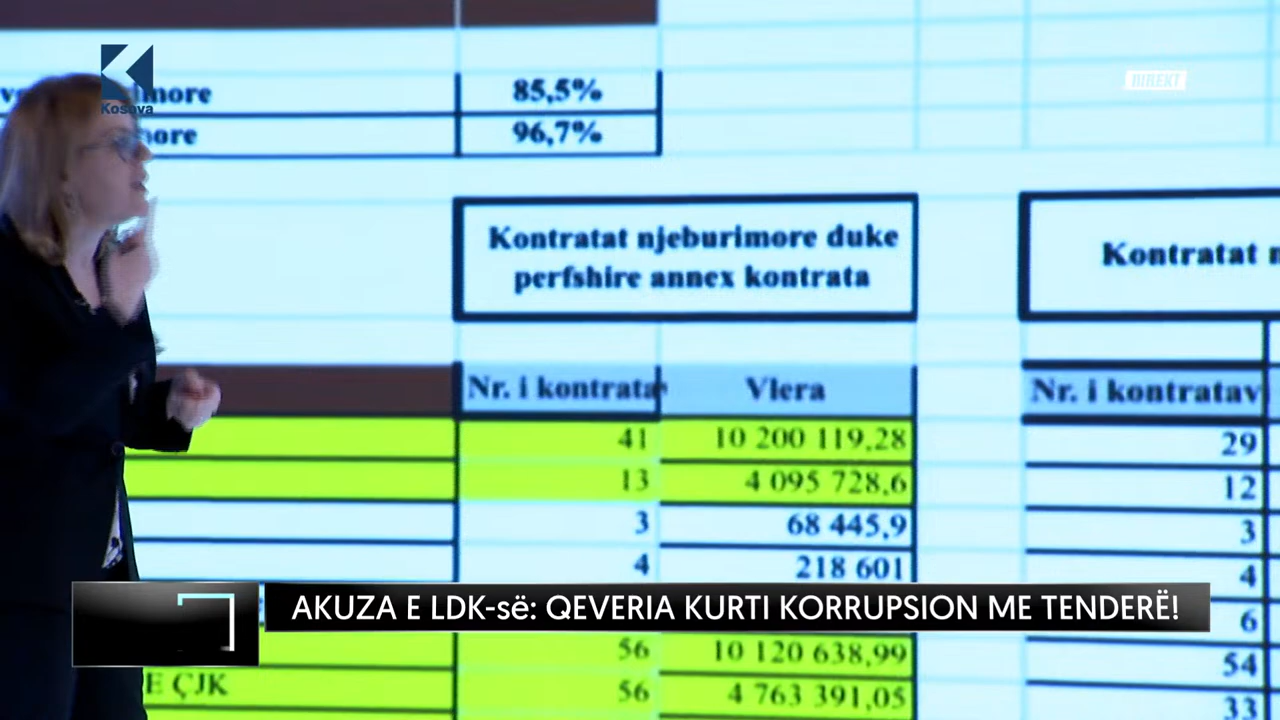 Kosova
DIREKT
85,5%
96,7%
Kontratat njeburimore duke
perfshire annex kontrata
Kontratat
Nr. i kontratav
Vlera
Nr. i kontratav
41
10 200 119,28
29
13
4 095 728,6
12
3
68 445,9
3
4
218 601
4
AKUZA E LDK-së: QEVERIA KURTI KORRUPSION ME TENDERË!
6
56
10 120 638,99
54
E ÇJK
56
4 763 391,05
33